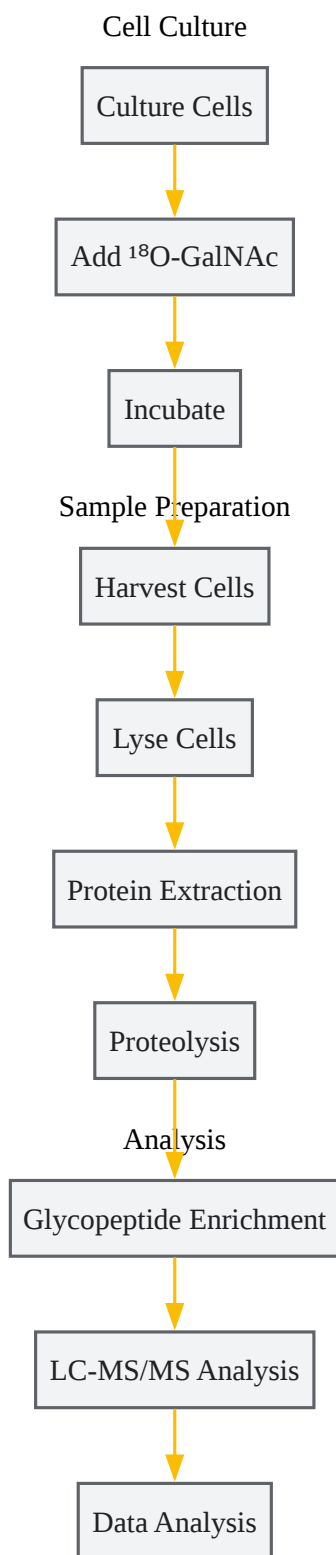 Cell Culture
Culture Cells
Add ¹⁸O-GalNAc
Incubate
Sample Preparation
Harvest Cells
Lyse Cells
Protein Extraction
Proteolysis
Analysis
Glycopeptide Enrichment
LC-MS/MS Analysis
Data Analysis